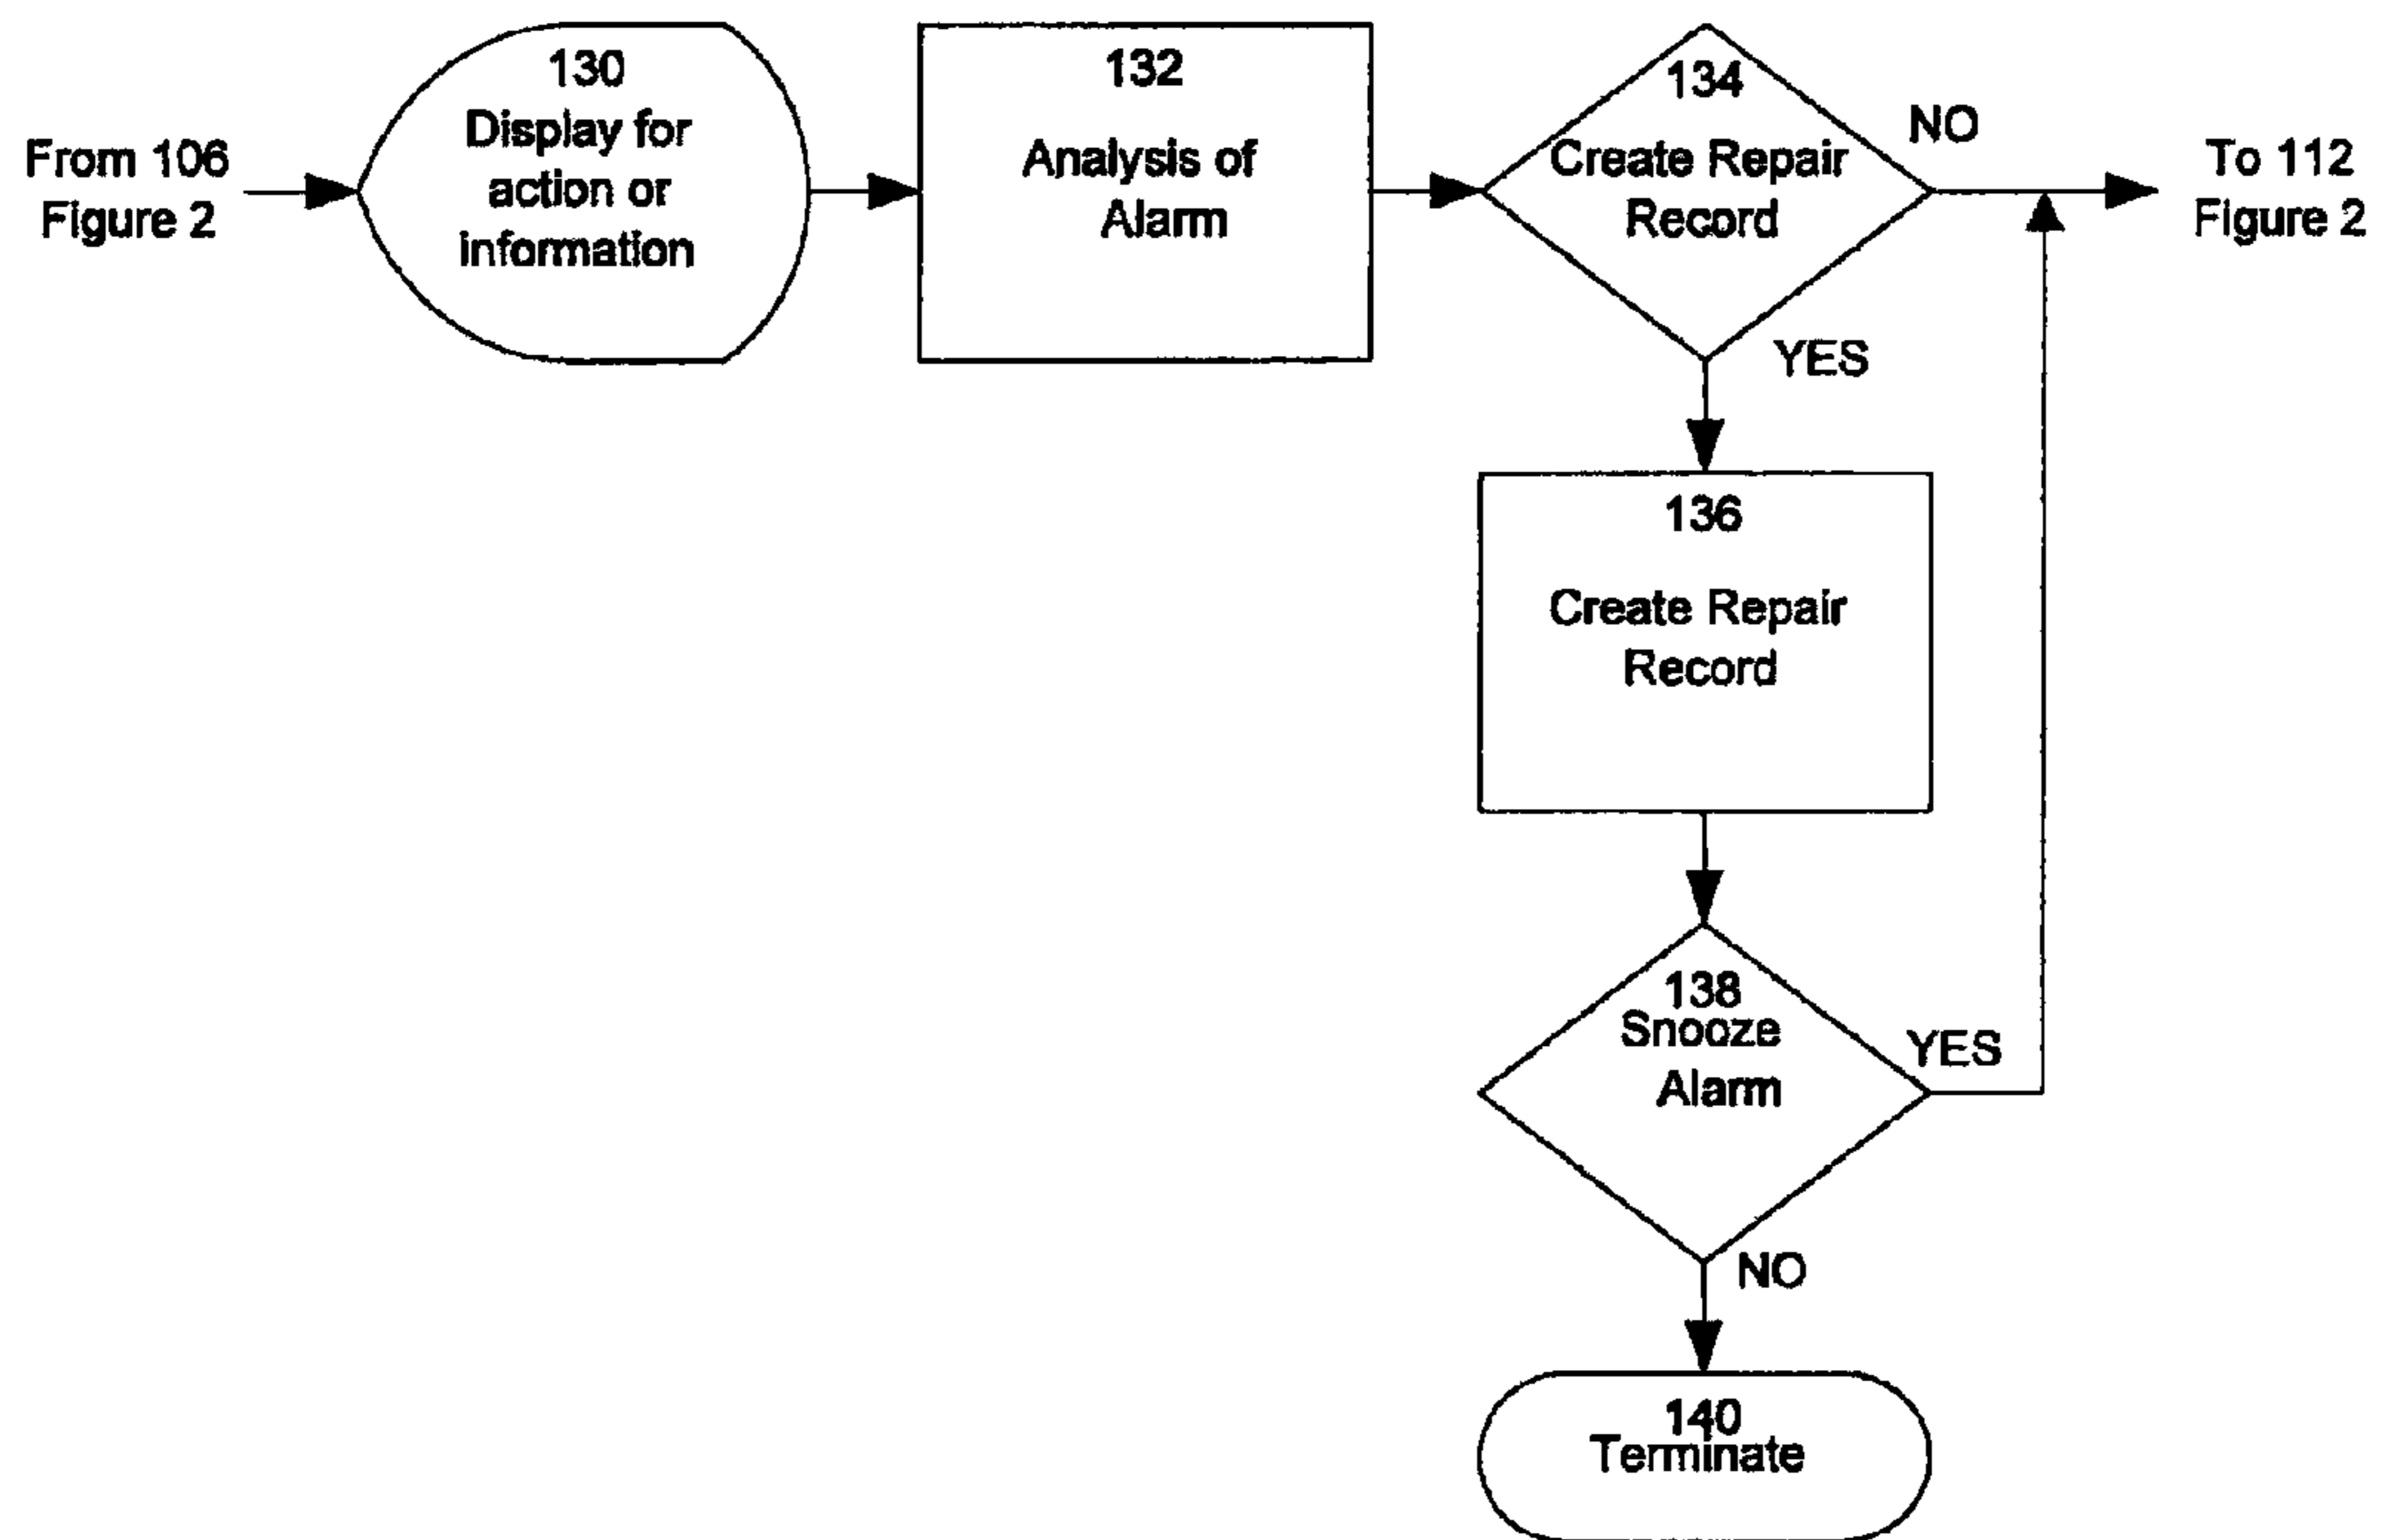 From 106
Figure 2
130
Display for
action or
information
132
Analysis of
Alarm
134
Create Repair
Record
NO
To 112
Figure 2
YES
136
Create Repair
Record
138
Snooze
Alarm
YES
NO
140
Terminate